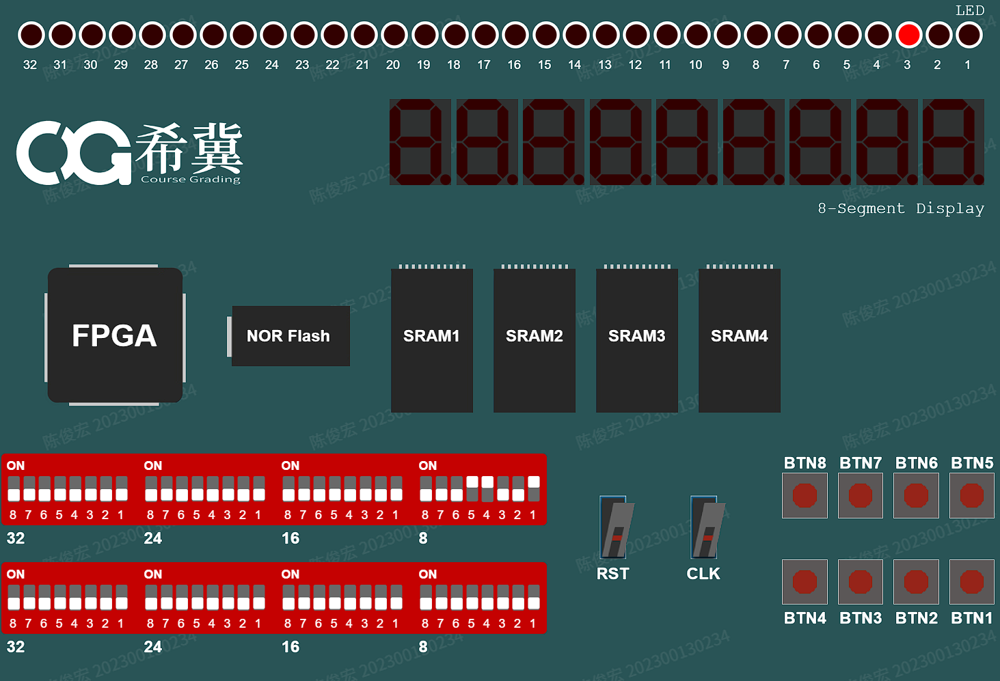 LED
32 31 30 29 28 27 26 25 24 23 22 21 20 19 18 17 16 15 14 13 12 11 10 9 8 7 6 5 4 3 2 1
CG希冀
Course Grading
8-Segment Display
FPGA
NOR Flash
SRAM1
SRAM2
SRAM3
SRAM4
ON ON ON ON
8 7 6 5 4 3 2 1 8 7 6 5 4 3 2 1 8 7 6 5 4 3 2 1 8 7 6 5 4 3 2 1
32 24 16 8
ON ON ON ON
8 7 6 5 4 3 2 1 8 7 6 5 4 3 2 1 8 7 6 5 4 3 2 1 8 7 6 5 4 3 2 1
32 24 16 8
RST CLK
BTN8 BTN7 BTN6 BTN5
BTN4 BTN3 BTN2 BTN1
陈俊宏 202300130234